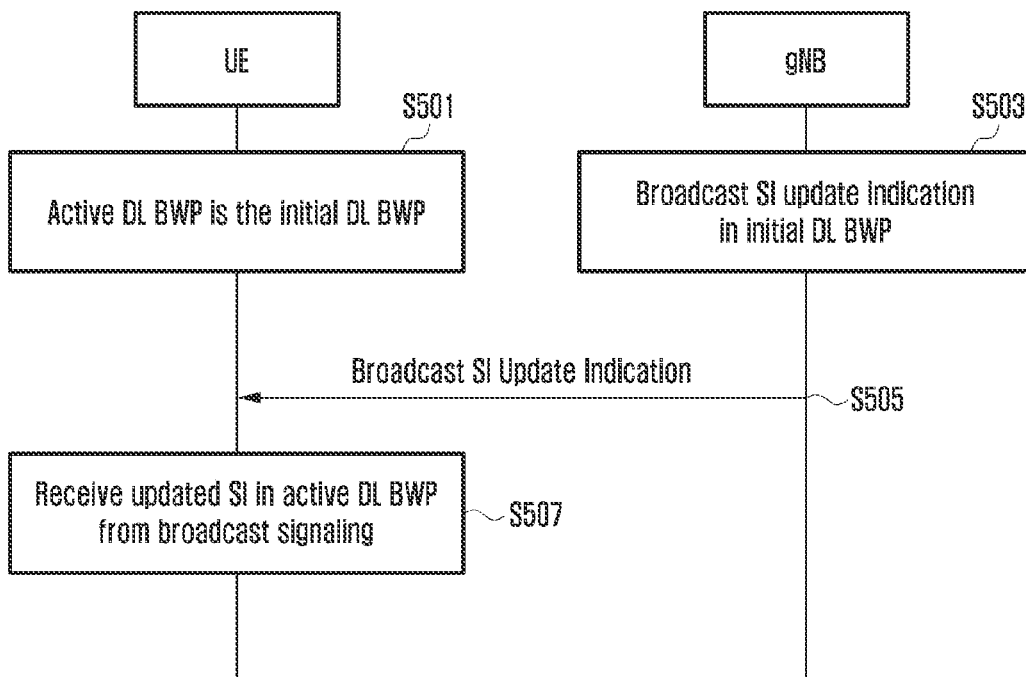 UE
gNB
S501
S503
Active DL BWP is the initial DL BWP
Broadcast SI update indication
in initial DL BWP
Broadcast SI Update Indication
S505
Receive updated SI in active DL BWP
from broadcast signaling
S507